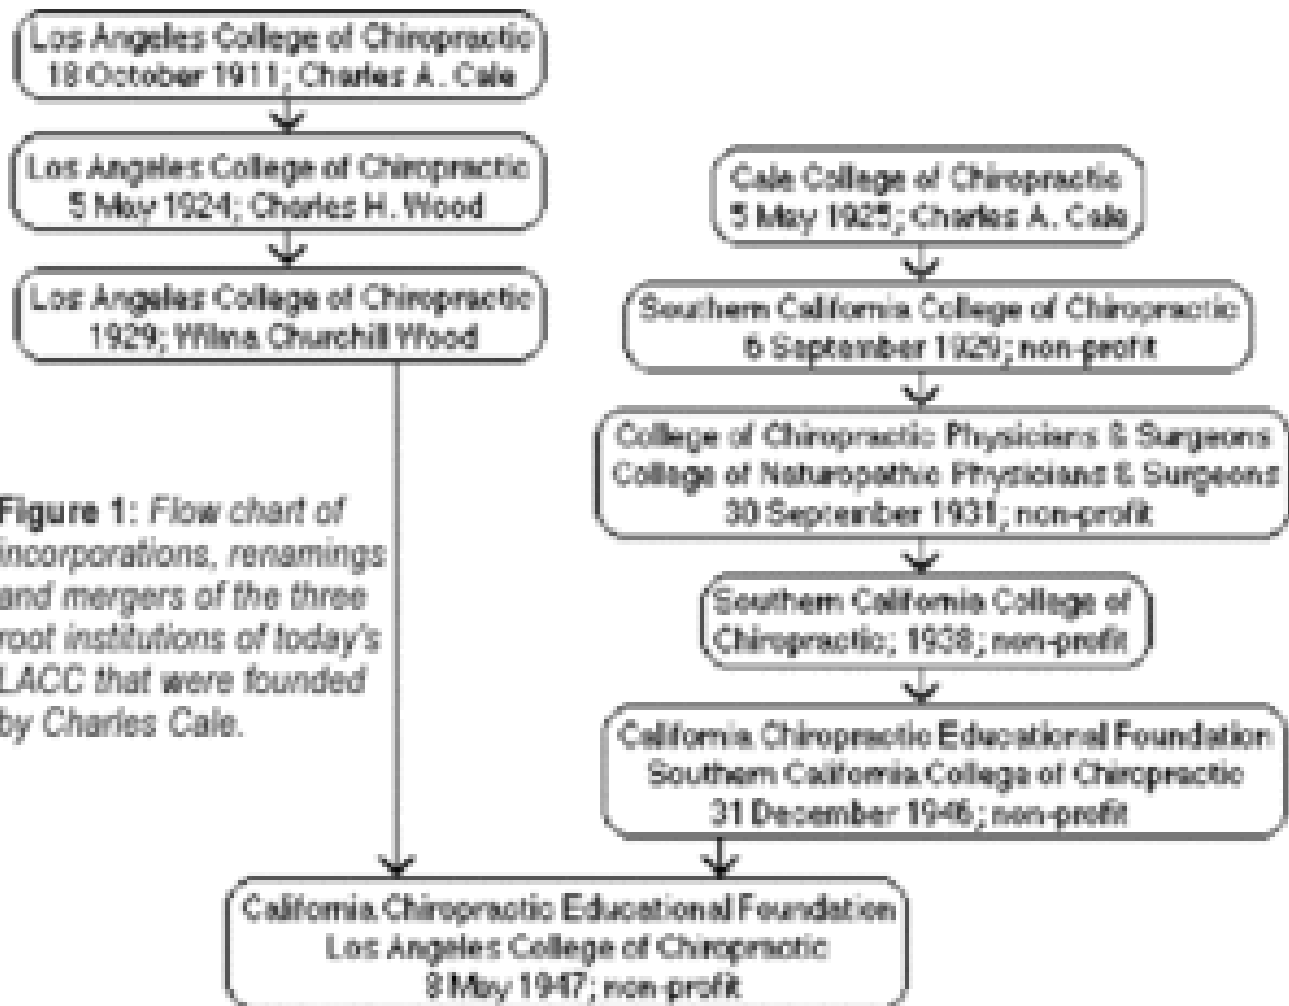 Los Angeles College of Chiropractic
18 October 1911; Charles A. Cale
Los Angeles College of Chiropractic
5 May 1924; Charles H. Wood
Los Angeles College of Chiropractic
1929; Wilma Churchill Wood
Cale College of Chiropractic
5 May 1925; Charles A. Cale
Southern California College of Chiropractic
6 September 1929; non-profit
College of Chiropractic Physicians & Surgeons
College of Naturopathic Physicians & Surgeons
30 September 1931; non-profit
Southern California College of
Chiropractic; 1938; non-profit
California Chiropractic Educational Foundation
Southern California College of Chiropractic
31 December 1946; non-profit
Figure 1: Flow chart of
incorporations, renamings
and mergers of the three
root institutions of today's
LACC that were founded
by Charles Cale.
California Chiropractic Educational Foundation
Los Angeles College of Chiropractic
8 May 1947; non-profit